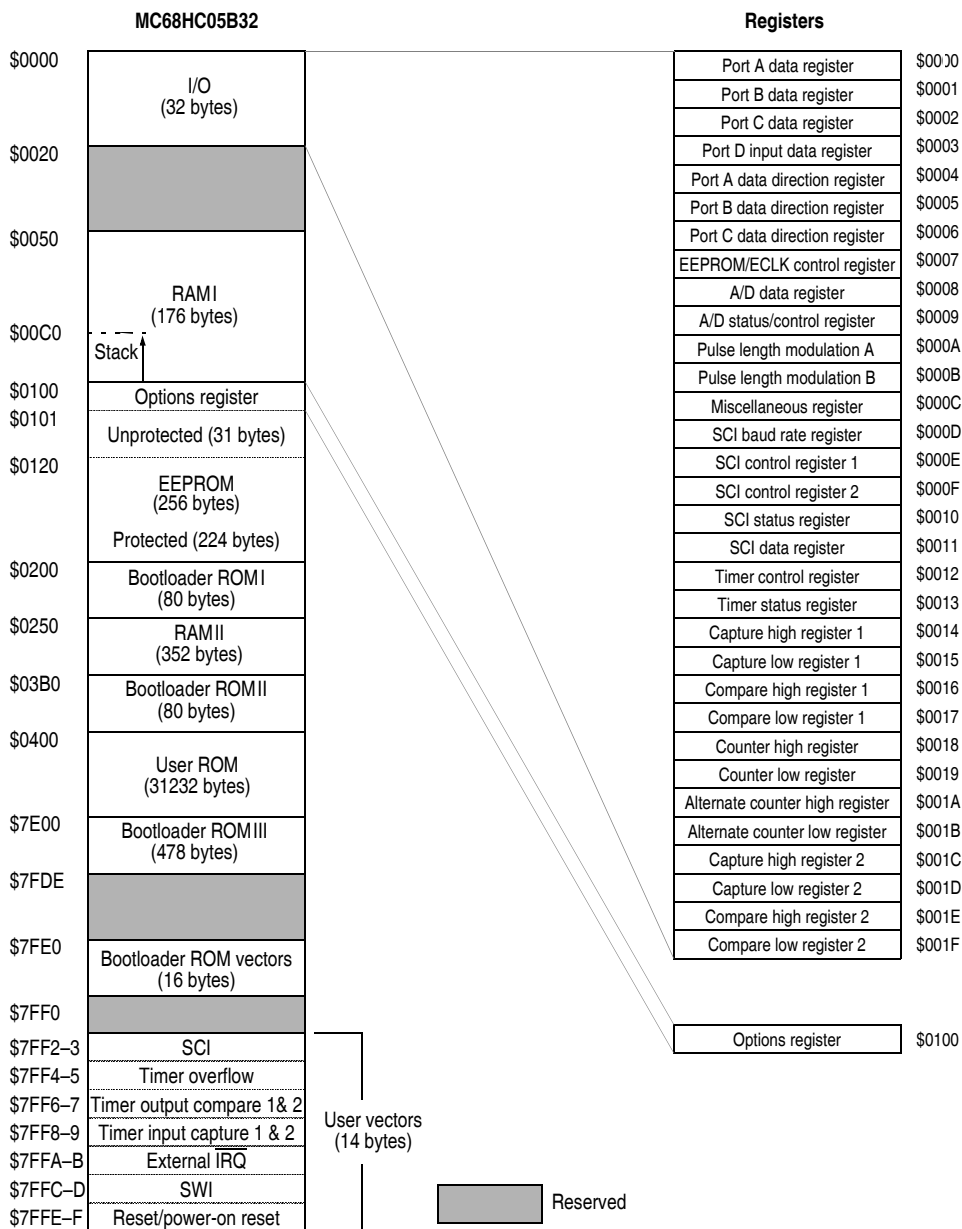 MC68HC05B32
$0000
I/O
(32 bytes)
$0020
$0050
RAMI
(176 bytes)
$00C0
Stack
$0100
Options register
$0101
Unprotected (31 bytes)
$0120
EEPROM
(256 bytes)
Protected (224 bytes)
$0200
Bootloader ROMI
(80 bytes)
$0250
RAMII
(352 bytes)
$03B0
Bootloader ROMII
(80 bytes)
$0400
User ROM
(31232 bytes)
$7E00
Bootloader ROMIII
(478 bytes)
$7FDE
$7FE0
Bootloader ROM vectors
(16 bytes)
$7FF0
$7FF2–3 SCI
$7FF4–5 Timer overflow
$7FF6–7 Timer output compare 1& 2
$7FF8–9 Timer input capture 1 & 2
$7FFA–B External IRQ
$7FFC–D SWI
$7FFE–F Reset/power-on reset
User vectors
(14 bytes)
Reserved
Registers
Port A data register $0000
Port B data register $0001
Port C data register $0002
Port D input data register $0003
Port A data direction register $0004
Port B data direction register $0005
Port C data direction register $0006
EEPROM/ECLK control register $0007
A/D data register $0008
A/D status/control register $0009
Pulse length modulation A $000A
Pulse length modulation B $000B
Miscellaneous register $000C
SCI baud rate register $000D
SCI control register 1 $000E
SCI control register 2 $000F
SCI status register $0010
SCI data register $0011
Timer control register $0012
Timer status register $0013
Capture high register 1 $0014
Capture low register 1 $0015
Compare high register 1 $0016
Compare low register 1 $0017
Counter high register $0018
Counter low register $0019
Alternate counter high register $001A
Alternate counter low register $001B
Capture high register 2 $001C
Capture low register 2 $001D
Compare high register 2 $001E
Compare low register 2 $001F
Options register $0100